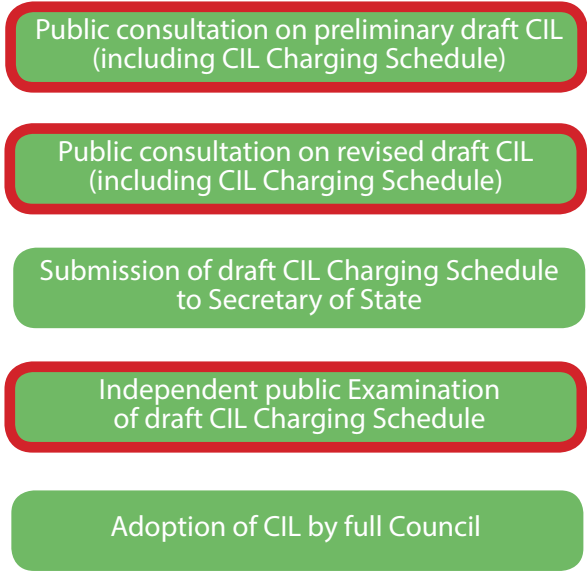 Public consultation on preliminary draft CIL
(including CIL Charging Schedule)
Public consultation on revised draft CIL
(including CIL Charging Schedule)
Submission of draft CIL Charging Schedule
to Secretary of State
Independent public Examination
of draft CIL Charging Schedule
Adoption of CIL by full Council